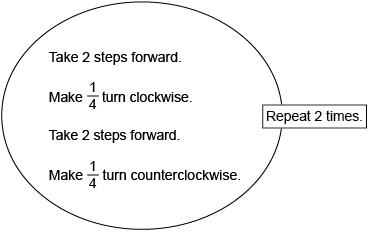 Take 2 steps forward.
Make 1/4 turn clockwise.
Take 2 steps forward.
Make 1/4 turn counterclockwise.
Repeat 2 times.